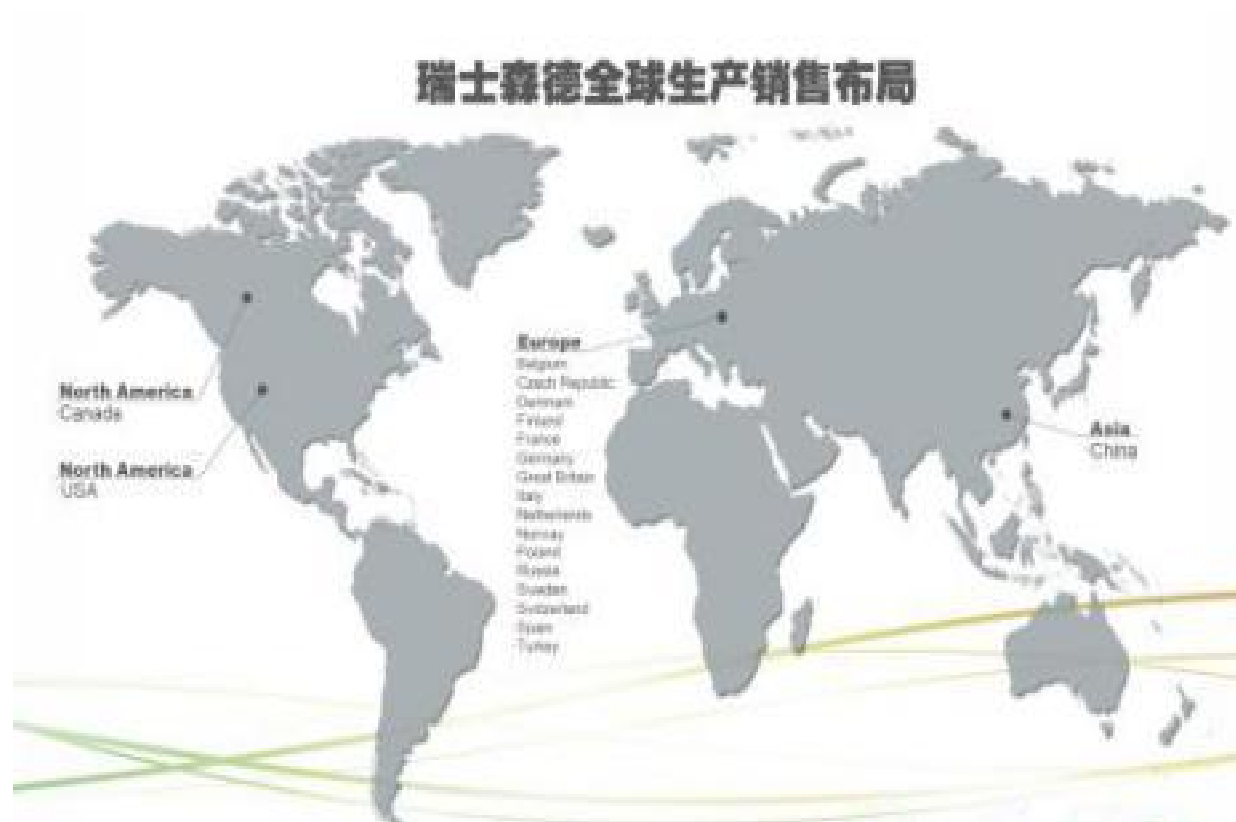 瑞士森德全球生产销售布局
North America
Canada
North America
USA
Europe
Belgium
Czech Republic
Denmark
Finland
France
Germany
Great Britain
Italy
Netherlands
Norway
Poland
Russia
Sweden
Switzerland
Spain
Turkey
Asia
China